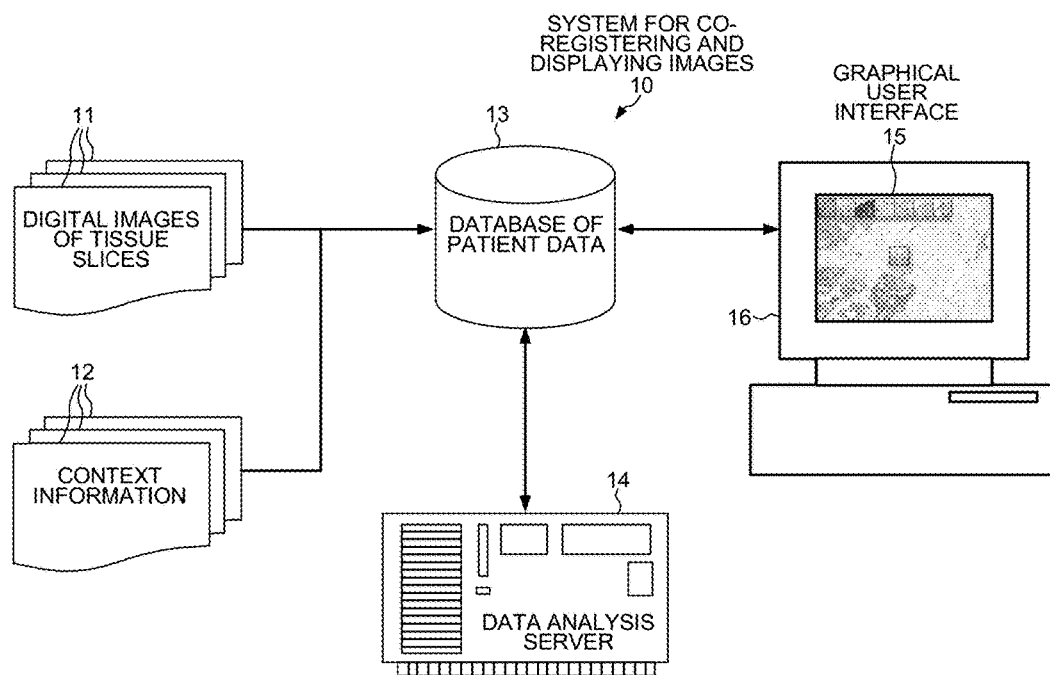 SYSTEM FOR CO-
REGISTERING AND
DISPLAYING IMAGES
10
GRAPHICAL
USER
INTERFACE
15
11
13
DIGITAL IMAGES
OF TISSUE
SLICES
DATABASE OF
PATIENT DATA
16
12
CONTEXT
INFORMATION
14
DATA ANALYSIS
SERVER